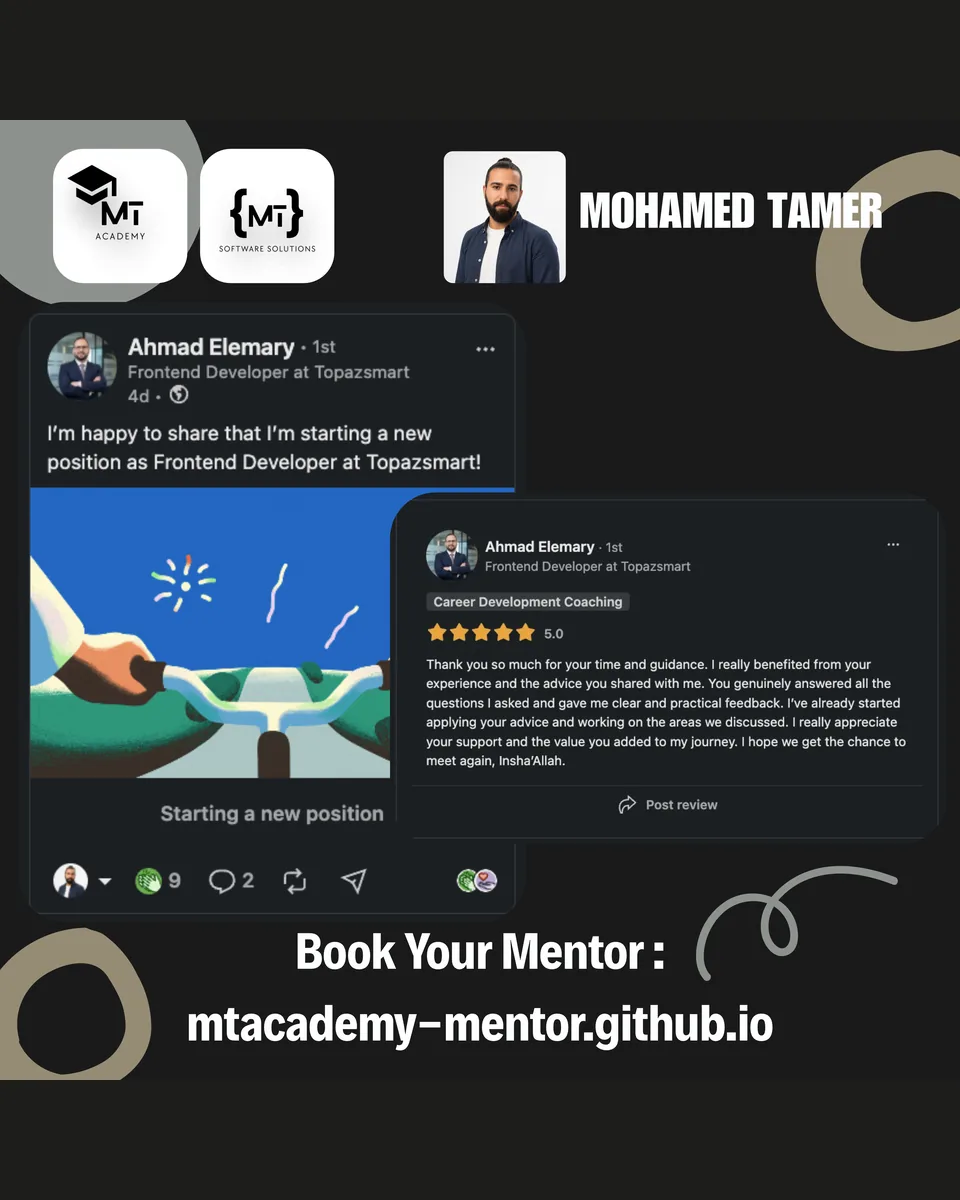 MT
ACADEMY
{MT}
SOFTWARE SOLUTIONS
MOHAMED TAMER
Ahmad Elemary · 1st
Frontend Developer at Topazsmart
4d •
I'm happy to share that I'm starting a new
position as Frontend Developer at Topazsmart!
Starting a new position
9
2
Ahmad Elemary · 1st
Frontend Developer at Topazsmart
Career Development Coaching
5.0
Thank you so much for your time and guidance. I really benefited from your
experience and the advice you shared with me. You genuinely answered all the
questions I asked and gave me clear and practical feedback. I've already started
applying your advice and working on the areas we discussed. I really appreciate
your support and the value you added to my journey. I hope we get the chance to
meet again, Insha'Allah.
Post review
Book Your Mentor :
mtacademy–mentor.github.io